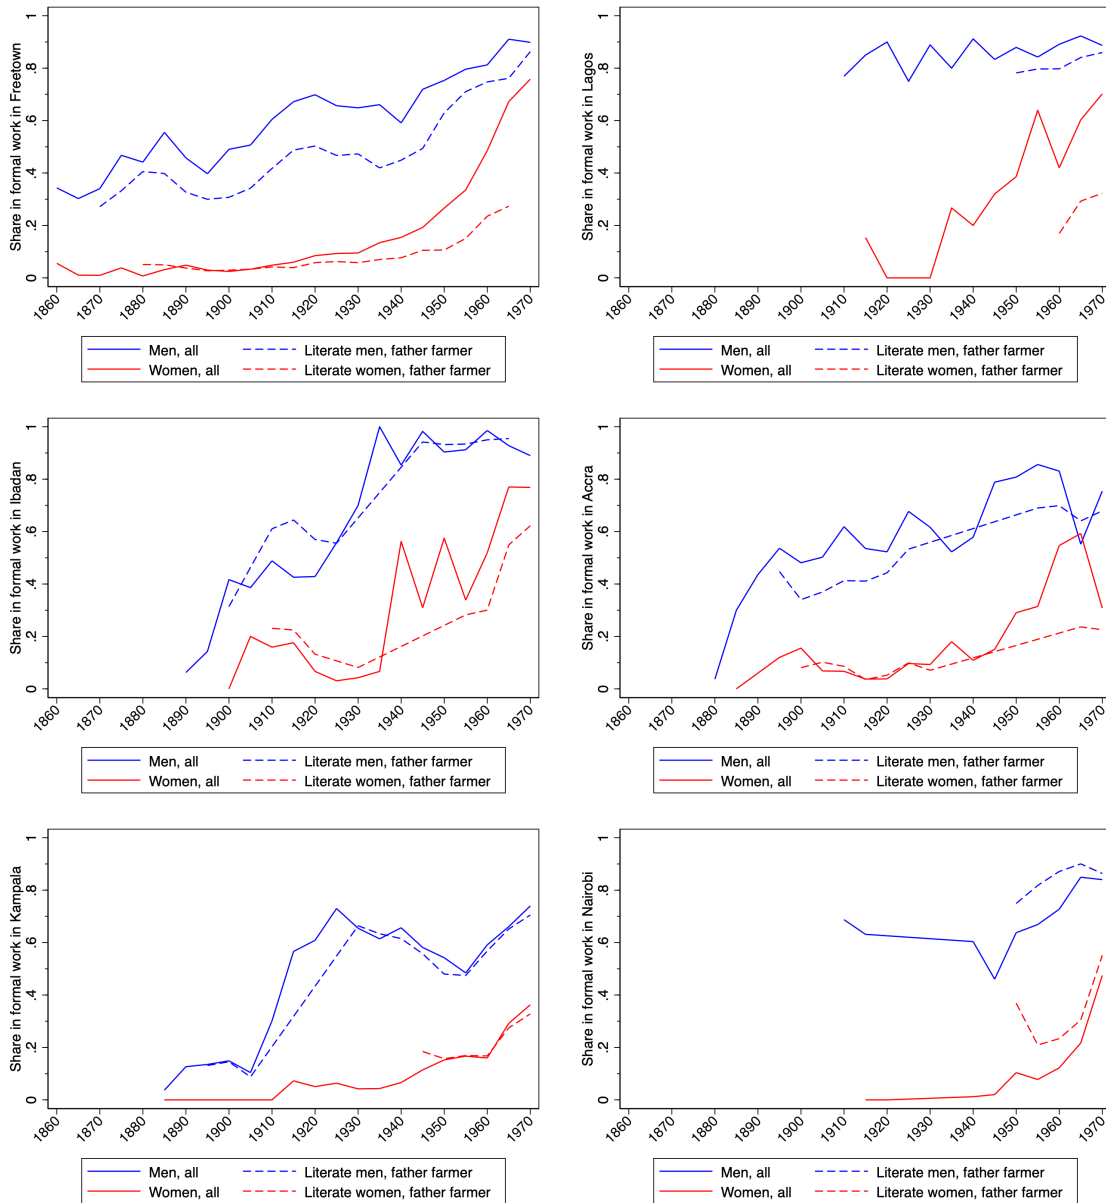 Share in formal work in Freetown
1
.8
.6
.4
.2
0
1860 1870 1880 1890 1900 1910 1920 1930 1940 1950 1960 1970
Men, all Literate men, father farmer
Women, all Literate women, father farmer
Share in formal work in Lagos
1
.8
.6
.4
.2
0
1860 1870 1880 1890 1900 1910 1920 1930 1940 1950 1960 1970
Men, all Literate men, father farmer
Women, all Literate women, father farmer
Share in formal work in Ibadan
1
.8
.6
.4
.2
0
1860 1870 1880 1890 1900 1910 1920 1930 1940 1950 1960 1970
Men, all Literate men, father farmer
Women, all Literate women, father farmer
Share in formal work in Accra
1
.8
.6
.4
.2
0
1860 1870 1880 1890 1900 1910 1920 1930 1940 1950 1960 1970
Men, all Literate men, father farmer
Women, all Literate women, father farmer
Share in formal work in Kampala
1
.8
.6
.4
.2
0
1860 1870 1880 1890 1900 1910 1920 1930 1940 1950 1960 1970
Men, all Literate men, father farmer
Women, all Literate women, father farmer
Share in formal work in Nairobi
1
.8
.6
.4
.2
0
1860 1870 1880 1890 1900 1910 1920 1930 1940 1950 1960 1970
Men, all Literate men, father farmer
Women, all Literate women, father farmer